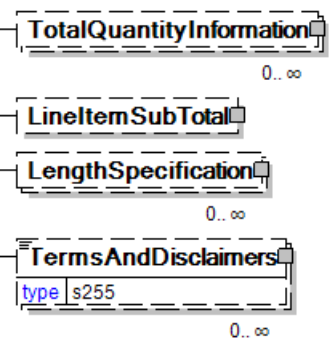 TotalQuantityInformation
0.. ∞
LineItemSubTotal
LengthSpecification
0.. ∞
TermsAndDisclaimers
type s255
0.. ∞